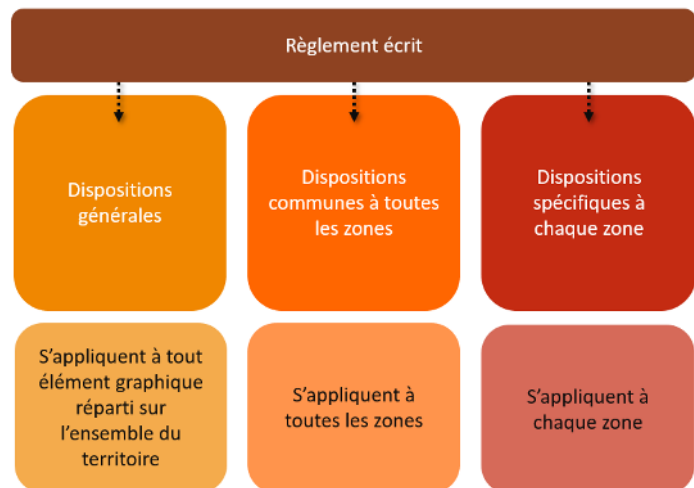 Règlement écrit
Dispositions
générales
Dispositions
communes à toutes
les zones
Dispositions
spécifiques à
chaque zone
S’appliquent à tout
élément graphique
réparti sur
l’ensemble du
territoire
S’appliquent à
toutes les zones
S’appliquent à
chaque zone